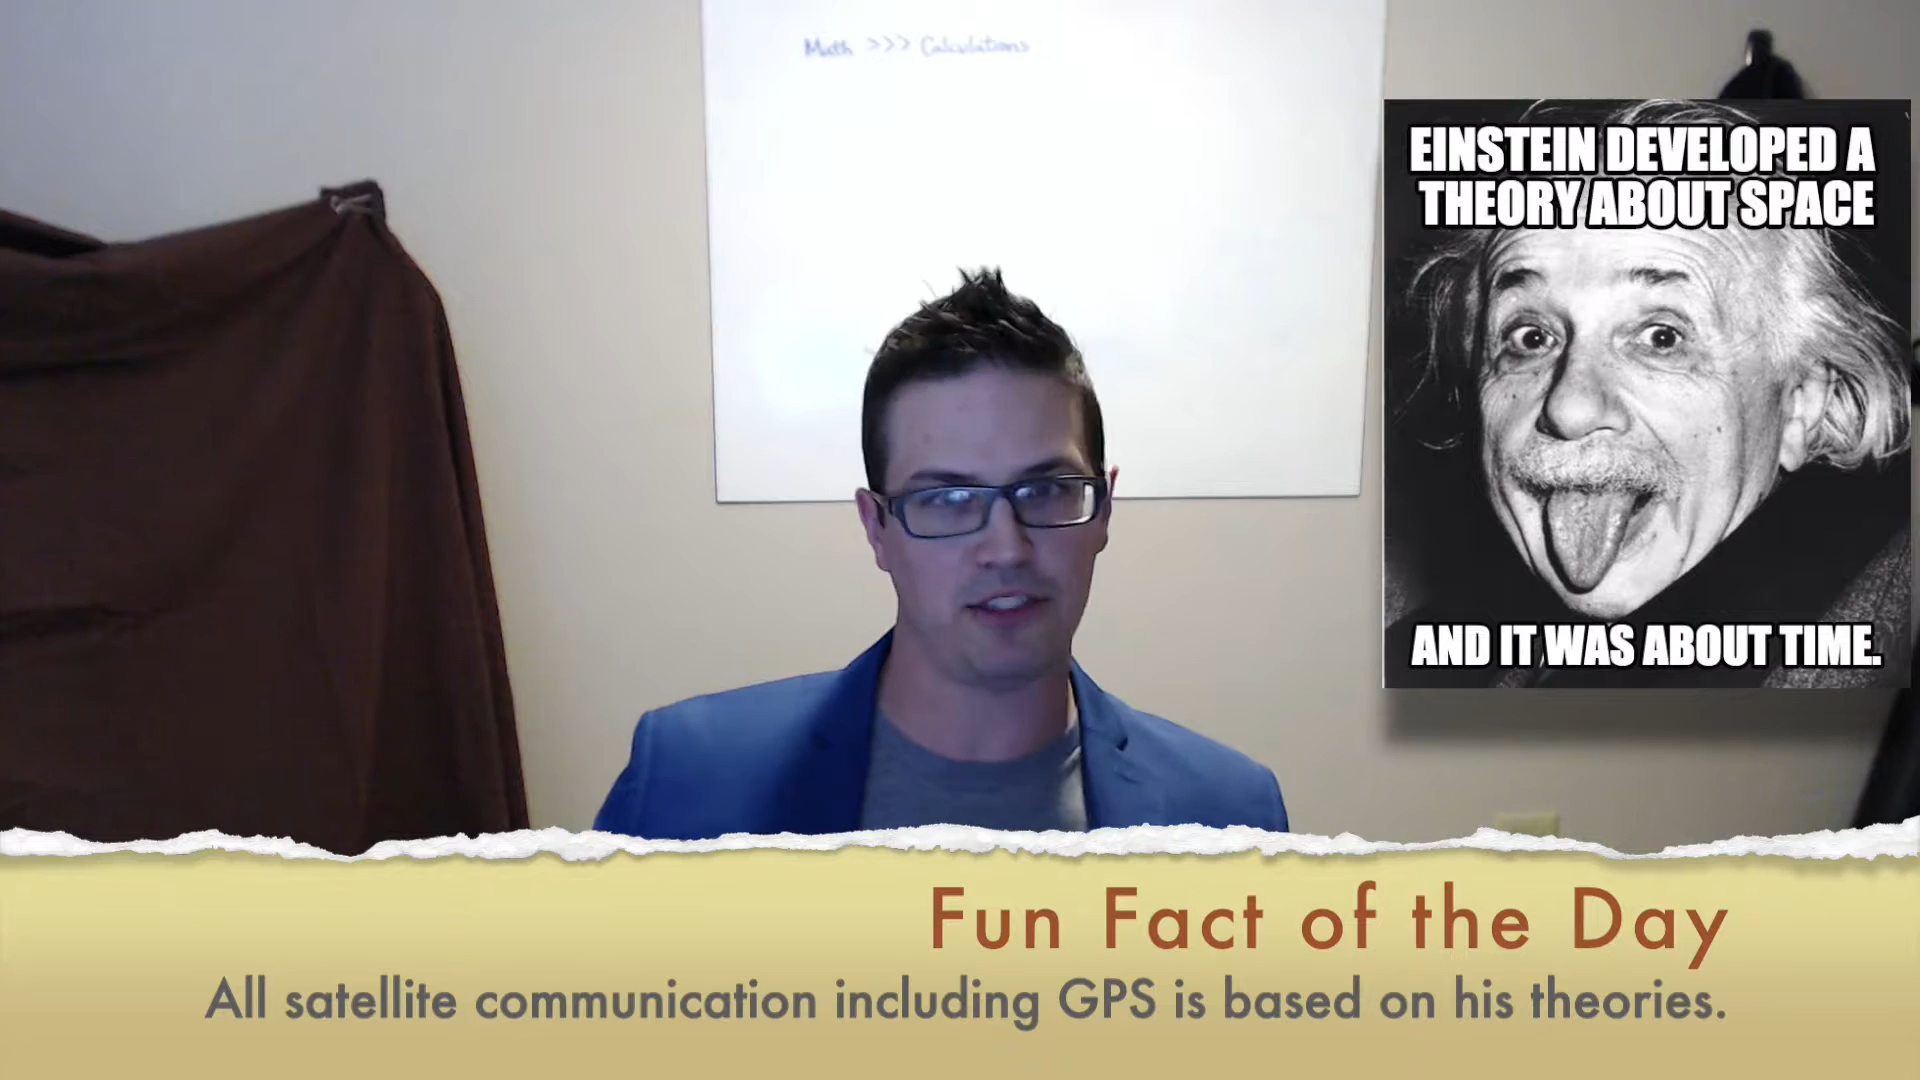 Math >>> Calculations
EINSTEIN DEVELOPED A
THEORY ABOUT SPACE
AND IT WAS ABOUT TIME.
Fun Fact of the Day
All satellite communication including GPS is based on his theories.